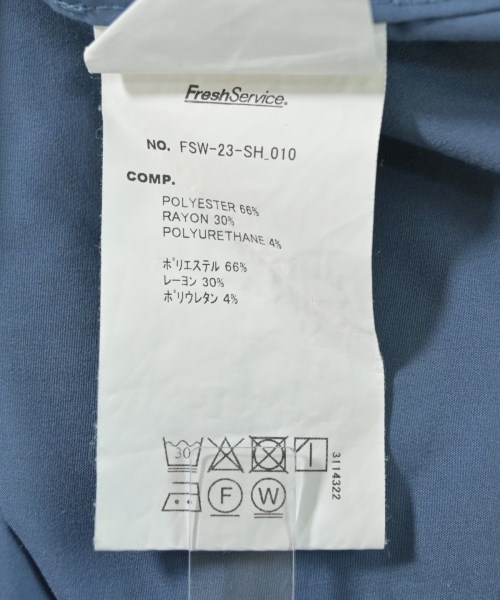 FreshService®
NO. FSW-23-SH_010
COMP.
POLYESTER 66%
RAYON 30%
POLYURETHANE 4%
ﾎﾟﾘｴｽﾃﾙ 66%
ﾚｰﾖﾝ 30%
ﾎﾟﾘｳﾚﾀﾝ 4%
30
F W
3114322